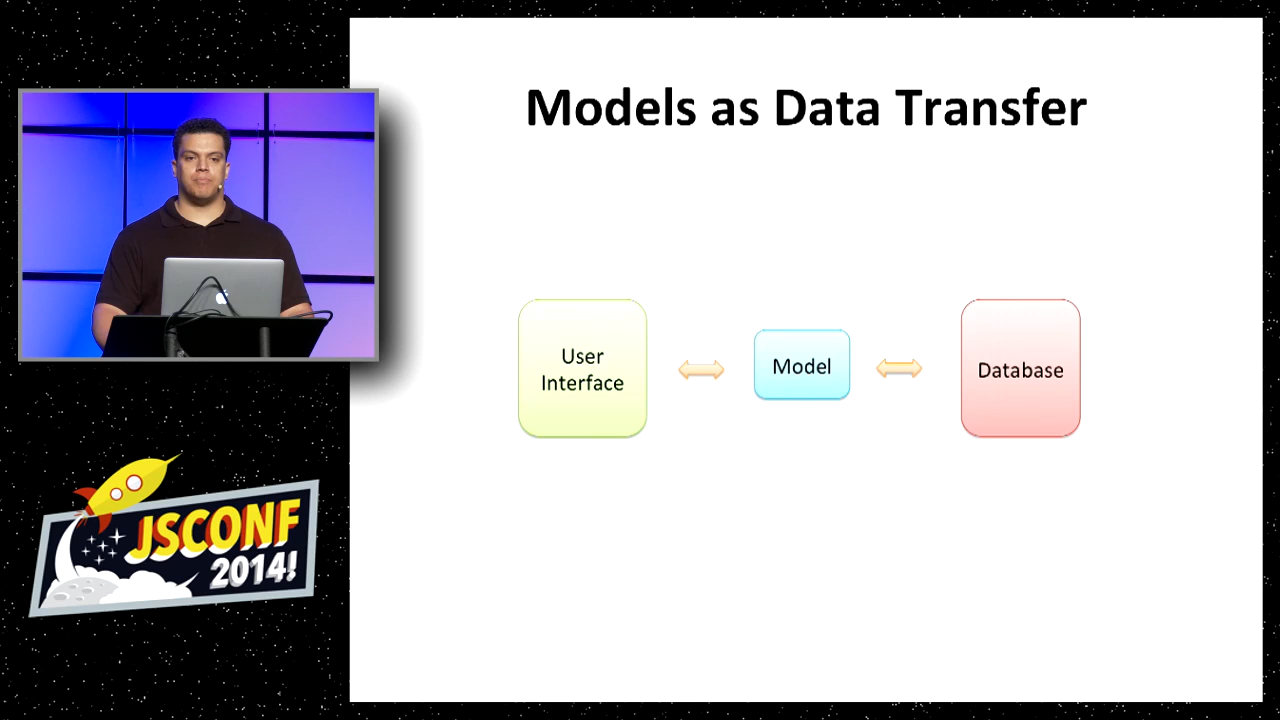 Models as Data Transfer
User
Interface
Model
Database
JSCONF
2014!